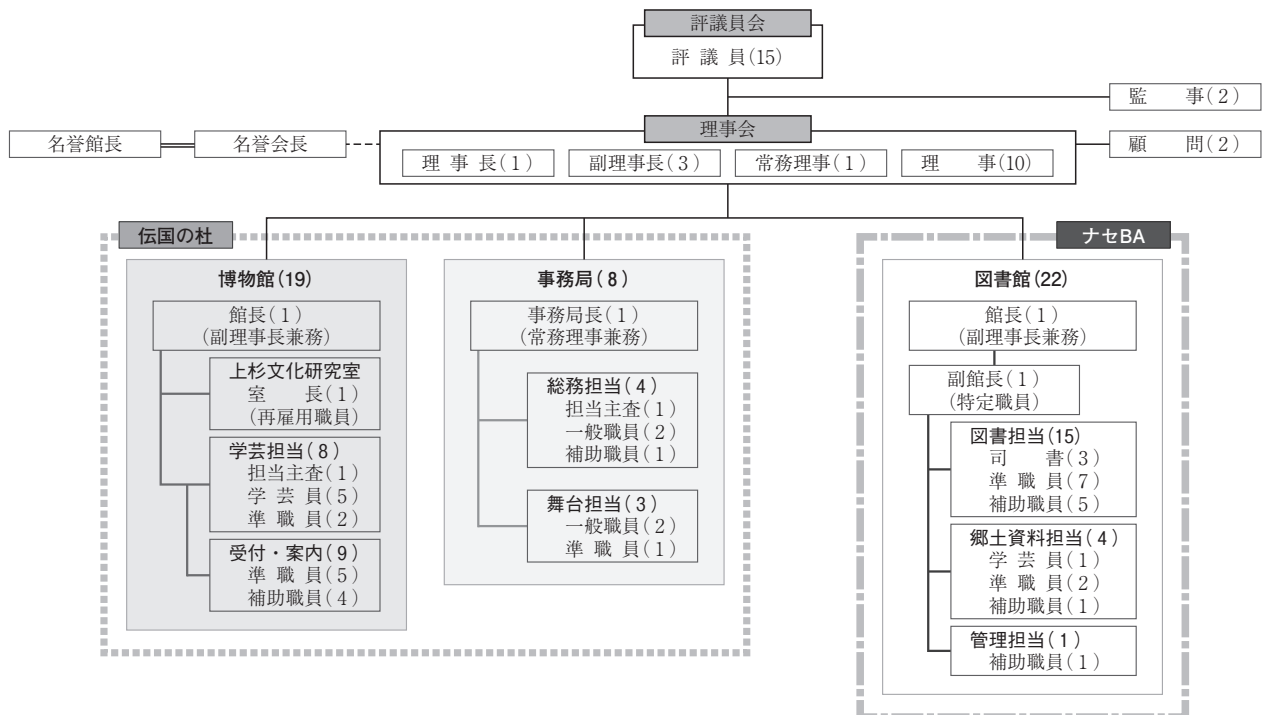 評議員会
評 議 員(15)
監　　事(2)
名誉館長
名誉会長
理事会
理 事 長(1)
副理事長(3)
常務理事(1)
理　　事(10)
顧　　問(2)
伝国の杜
博物館(19)
館長(1)
(副理事長兼務)
上杉文化研究室
室　　長(1)
(再雇用職員)
学芸担当(8)
担当主査(1)
学 芸 員(5)
準 職 員(2)
受付・案内(9)
準 職 員(5)
補助職員(4)
事務局(8)
事務局長(1)
(常務理事兼務)
総務担当(4)
担当主査(1)
一般職員(2)
補助職員(1)
舞台担当(3)
一般職員(2)
準 職 員(1)
ナセBA
図書館(22)
館長(1)
(副理事長兼務)
副館長(1)
(特定職員)
図書担当(15)
司　　書(3)
準 職 員(7)
補助職員(5)
郷土資料担当(4)
学 芸 員(1)
準 職 員(2)
補助職員(1)
管理担当(1)
補助職員(1)